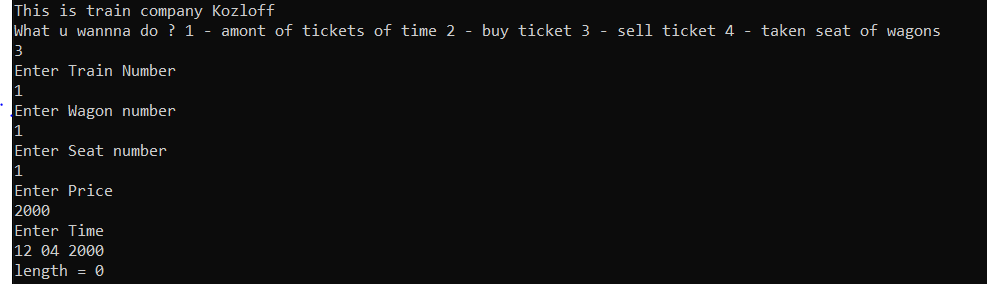 This is train company Kozloff
What u wannna do ? 1 - amont of tickets of time 2 - buy ticket 3 - sell ticket 4 - taken seat of wagons
3
Enter Train Number
1
Enter Wagon number
1
Enter Seat number
1
Enter Price
2000
Enter Time
12 04 2000
length = 0